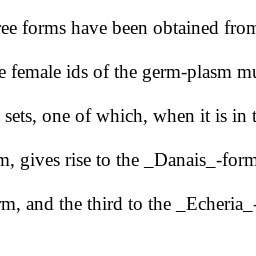 ree forms have been obtained from
e female ids of the germ-plasm mu
sets, one of which, when it is in t
m, gives rise to the _Danais_-form
rm, and the third to the _Echeria_-